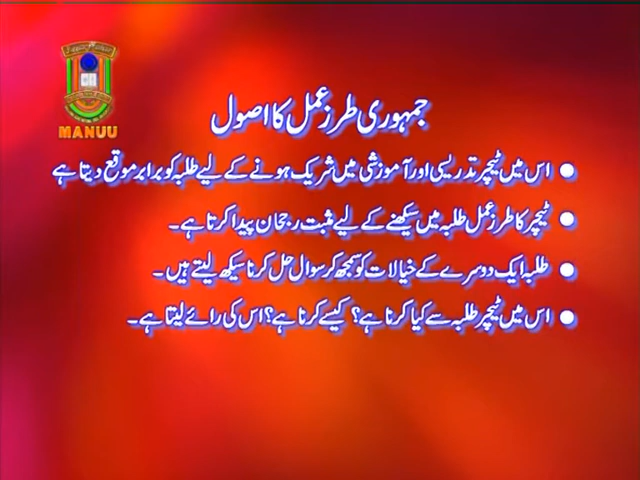 MANUU
جمہوری طرز عمل کا اصول
● اس میں ٹیچر تدریسی اور آموزشی میں شریک ہونے کے لیے طلبہ کو برابر موقع دیتا ہے
● ٹیچر کا طرز عمل طلبہ میں سیکھنے کے لیے مثبت رجحان پیدا کرتا ہے۔
● طلبہ ایک دوسرے کے خیالات کو سمجھ کر سوال حل کرنا سیکھ لیتے ہیں۔
● اس میں ٹیچر طلبہ سے کیا کرنا ہے؟ کیسے کرنا ہے؟ اس کی رائے لیتا ہے۔